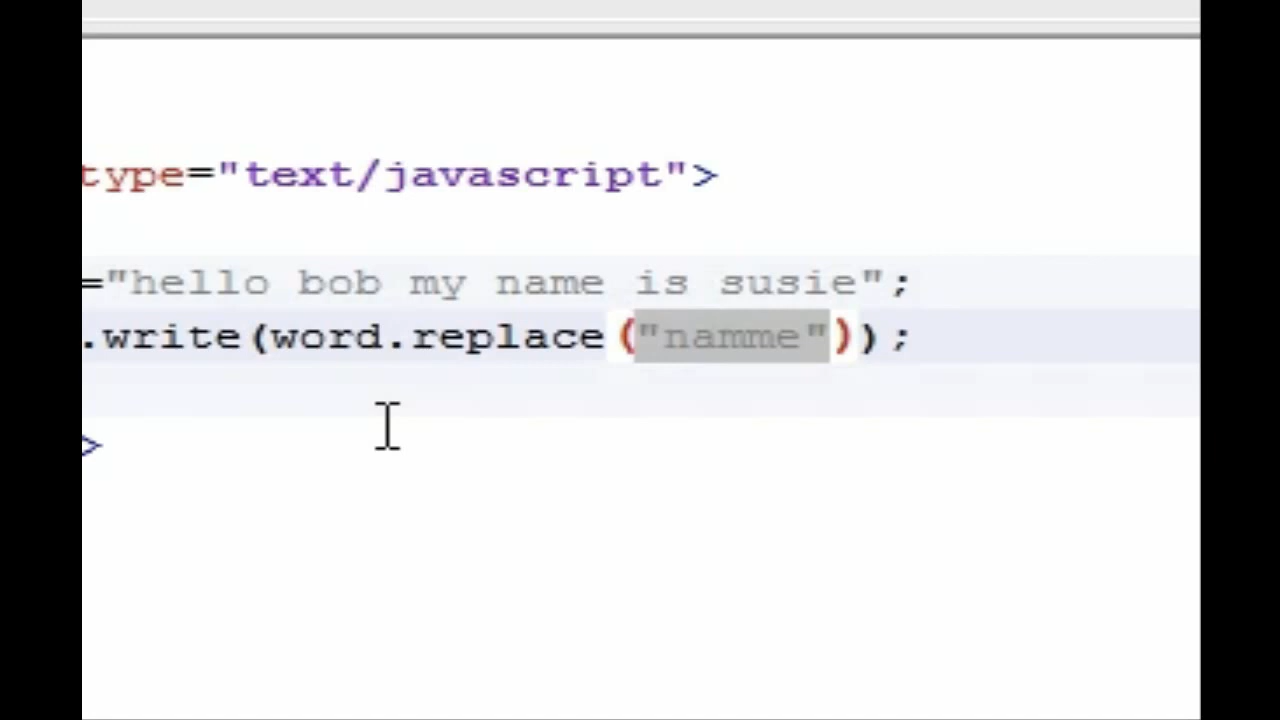 type="text/javascript">
="hello bob my name is susie";
.write(word.replace("namme"));
>